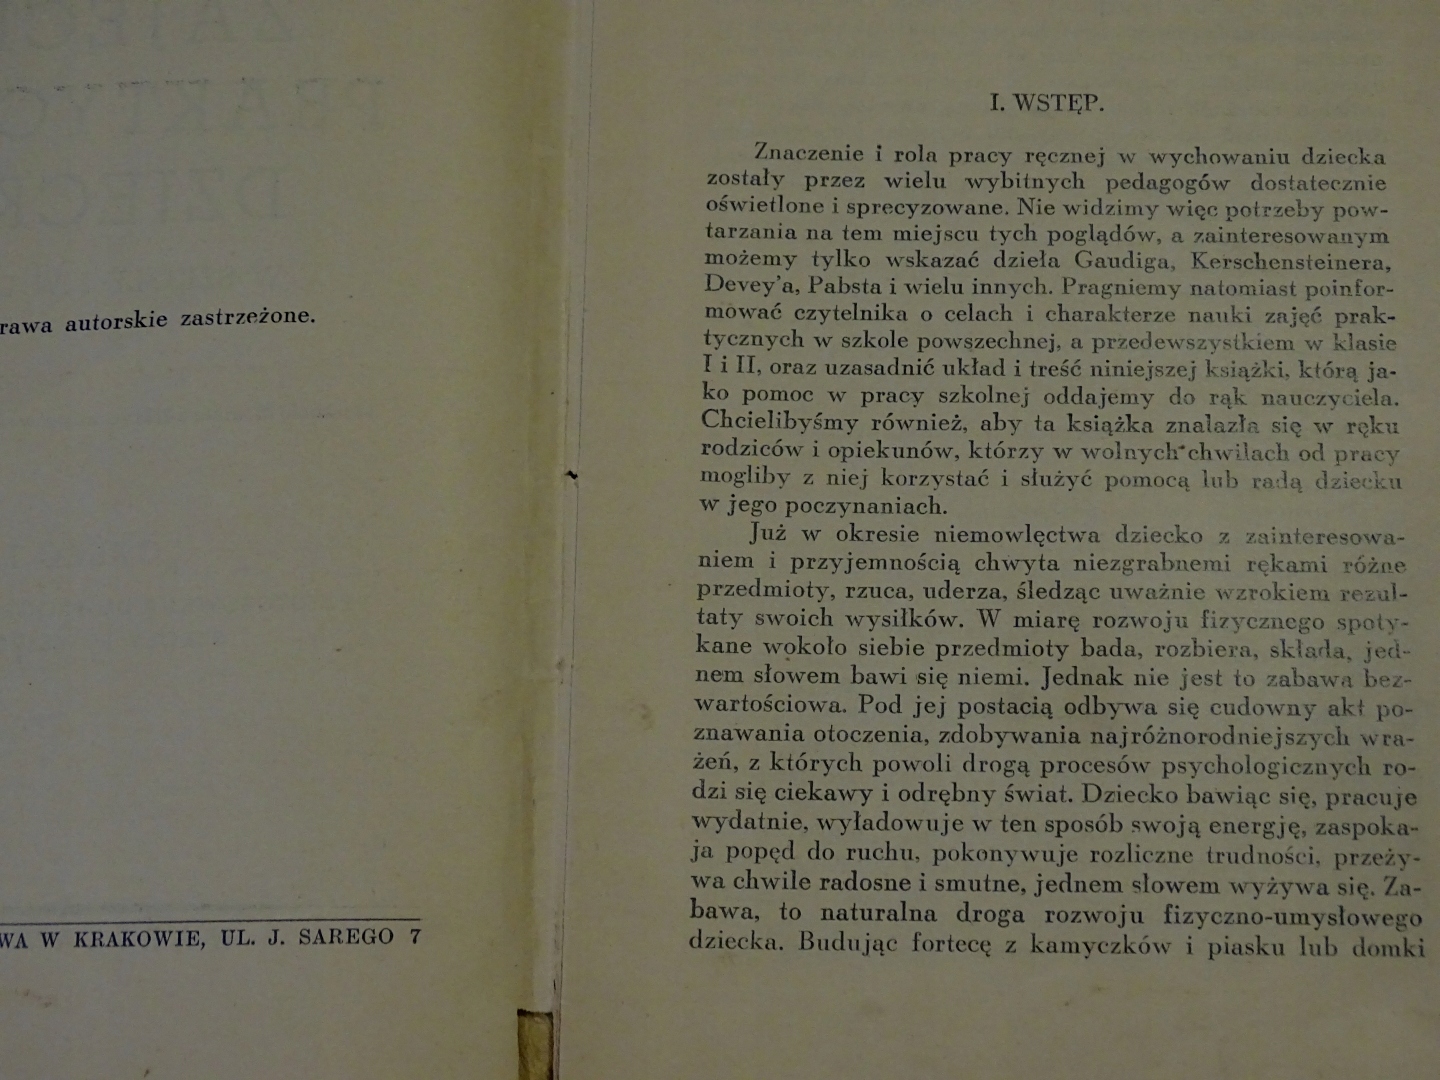 rawa autorskie zastrzeżone.
WA W KRAKOWIE, UL. J. SAREGO 7
I. WSTĘP.
Znaczenie i rola pracy ręcznej w wychowaniu dziecka
zostały przez wielu wybitnych pedagogów dostatecznie
oświetlone i sprecyzowane. Nie widzimy więc potrzeby pow-
tarzania na tem miejscu tych poglądów, a zainteresowanym
możemy tylko wskazać dzieła Gaudiga, Kerschensteinera,
Devey'a, Pabsta i wielu innych. Pragniemy natomiast poinfor-
mować czytelnika o celach i charakterze nauki zajęć prak-
tycznych w szkole powszechnej, a przedewszystkiem w klasie
I i II, oraz uzasadnić układ i treść niniejszej książki, którą ja-
ko pomoc w pracy szkolnej oddajemy do rąk nauczyciela.
Chcielibyśmy również, aby ta książka znalazła się w ręku
rodziców i opiekunów, którzy w wolnych chwilach od pracy
mogliby z niej korzystać i służyć pomocą lub radą dziecku
w jego poczynaniach.
Już w okresie niemowlęctwa dziecko z zainteresowa-
niem i przyjemnością chwyta niezgrabnemi rękami różne
przedmioty, rzuca, uderza, śledząc uważnie wzrokiem rezul-
taty swoich wysiłków. W miarę rozwoju fizycznego spoty-
kane wokoło siebie przedmioty bada, rozbiera, składa, jed-
nem słowem bawi się niemi. Jednak nie jest to zabawa bez-
wartościowa. Pod jej postacią odbywa się cudowny akt po-
znawania otoczenia, zdobywania najróżnorodniejszych wra-
żeń, z których powoli drogą procesów psychologicznych ro-
dzi się ciekawy i odrębny świat. Dziecko bawiąc się, pracuje
wydatnie, wyładowuje w ten sposób swoją energję, zaspoka-
ja popęd do ruchu, pokonywuje rozliczne trudności, przeży-
wa chwile radosne i smutne, jednem słowem wyżywa się. Za-
bawa, to naturalna droga rozwoju fizyczno-umysłowego
dziecka. Budując fortecę z kamyczków i piasku lub domki